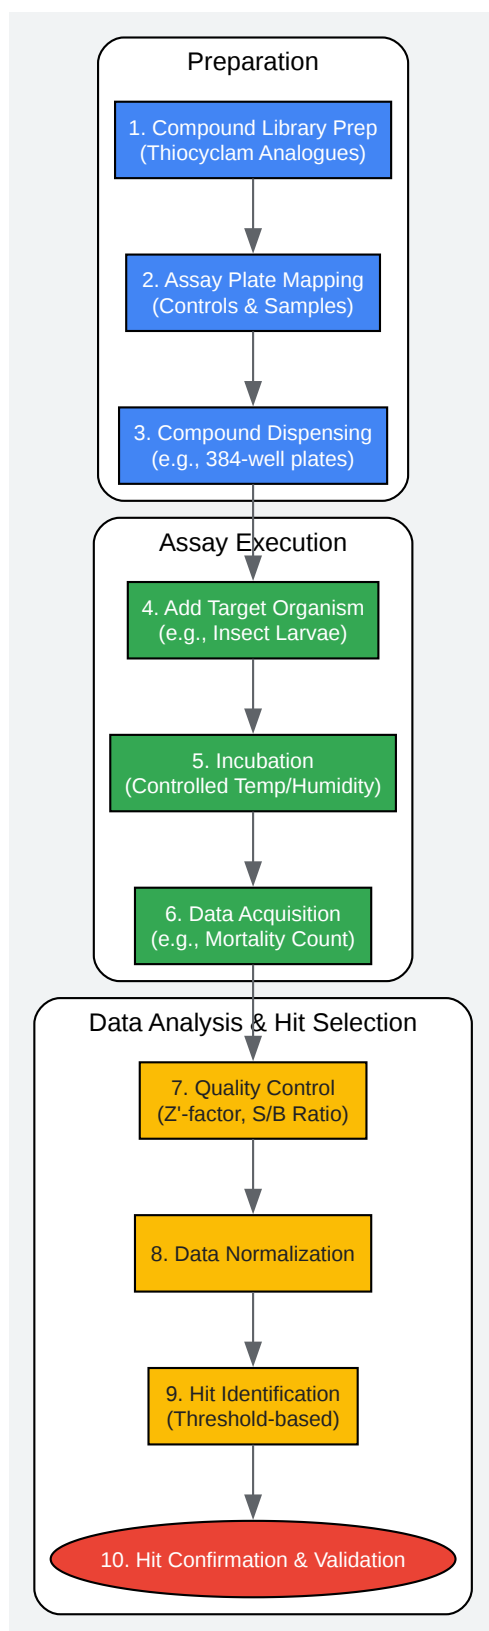 Preparation
1. Compound Library Prep
(Thiocyclam Analogues)
2. Assay Plate Mapping
(Controls & Samples)
3. Compound Dispensing
(e.g., 384-well plates)
Assay Execution
4. Add Target Organism
(e.g., Insect Larvae)
5. Incubation
(Controlled Temp/Humidity)
6. Data Acquisition
(e.g., Mortality Count)
Data Analysis & Hit Selection
7. Quality Control
(Z'-factor, S/B Ratio)
8. Data Normalization
9. Hit Identification
(Threshold-based)
10. Hit Confirmation & Validation